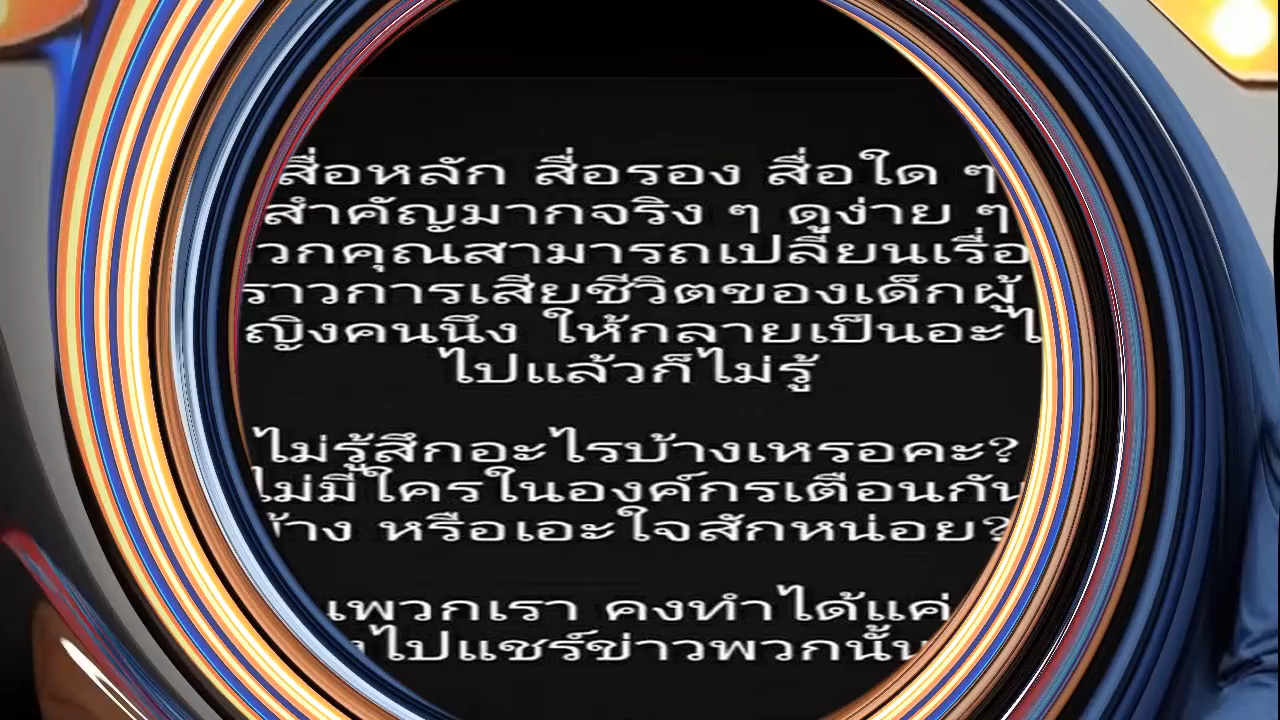 สื่อหลัก สื่อรอง สื่อใด ๆ
สำคัญมากจริง ๆ ดูง่าย ๆ
วกคุณสามารถเปลี่ยนเรื่อ
ราวการเสียชีวิตของเด็กผู้
ญิงคนนึง ให้กลายเป็นอะไ
ไปแล้วก็ไม่รู้
ไม่รู้สึกอะไรบ้างเหรอคะ?
ไม่มีใครในองค์กรเตือนกัน
าง หรือเอะใจสักหน่อย?
เพวกเรา คงทำได้แค่
ไปแชร์ข่าวพวกนั้น